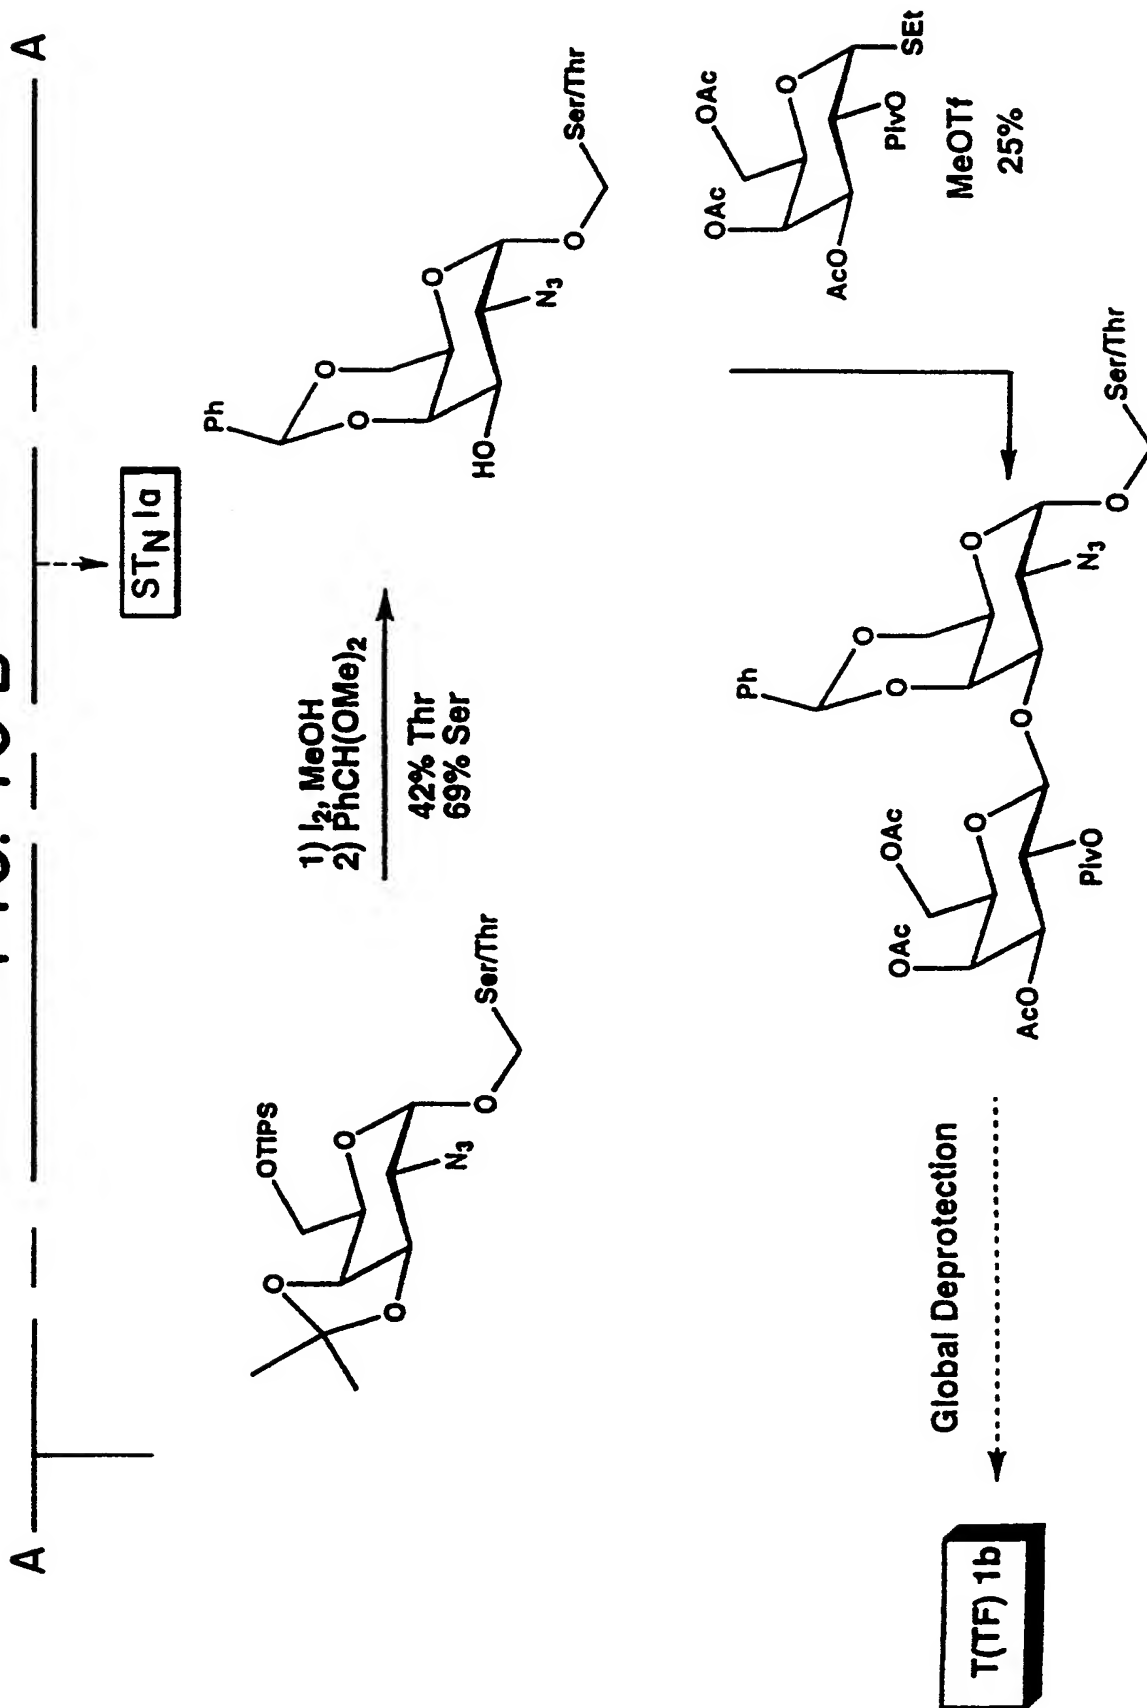 A A
STN Ia
OTIPS
O
O
O
N3
O
Ser/Thr
1) I2, MeOH
2) PhCH(OMe)2
42% Thr
69% Ser
Ph
O
O
O
HO
N3
O
Ser/Thr
OAc
OAc
O
AcO
PivO
SEt
MeOTf
25%
Ph
O
O
O
N3
O
Ser/Thr
O
OAc
OAc
O
AcO
PivO
Global Deprotection
T(TF) 1b